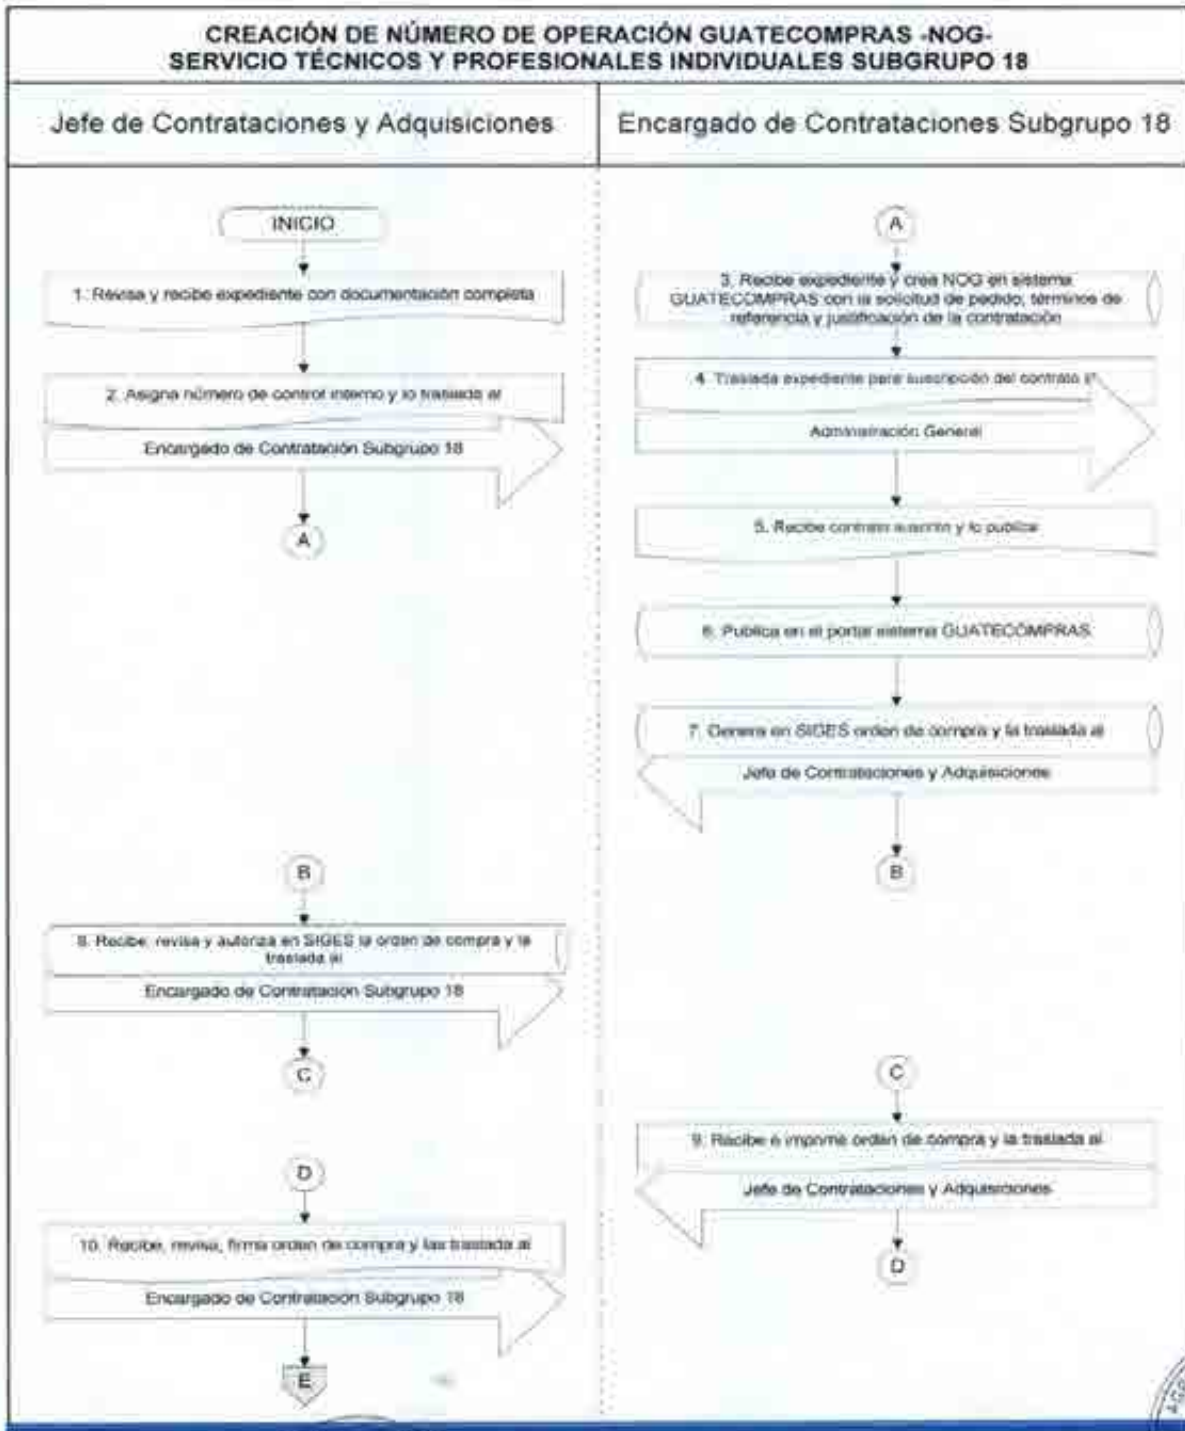 CREACIÓN DE NÚMERO DE OPERACIÓN GUATECOMPRAS -NOG-
SERVICIO TÉCNICOS Y PROFESIONALES INDIVIDUALES SUBGRUPO 18
Jefe de Contrataciones y Adquisiciones
Encargado de Contrataciones Subgrupo 18
INICIO
1. Revisa y recibe expediente con documentación completa
2. Asigna número de control interno y lo traslada al
Encargado de Contratación Subgrupo 18
A
A
3. Recibe expediente y crea NOG en sistema
GUATECOMPRAS con la solicitud de pedido, términos de
referencia y justificación de la contratación
4. Traslada expediente para suscripción del contrato a
Administración General
5. Recibe contrato suscrito y lo publica
6. Publica en el portal sistema GUATECOMPRAS.
7. Genera en SIGES orden de compra y la traslada al
Jefe de Contrataciones y Adquisiciones
B
B
8. Recibe, revisa y autoriza en SIGES la orden de compra y la
traslada al
Encargado de Contratación Subgrupo 18
C
C
9. Recibe e imprime orden de compra y la traslada al
Jefe de Contrataciones y Adquisiciones
D
D
10. Recibe, revisa, firma orden de compra y las traslada al
Encargado de Contratación Subgrupo 18
E